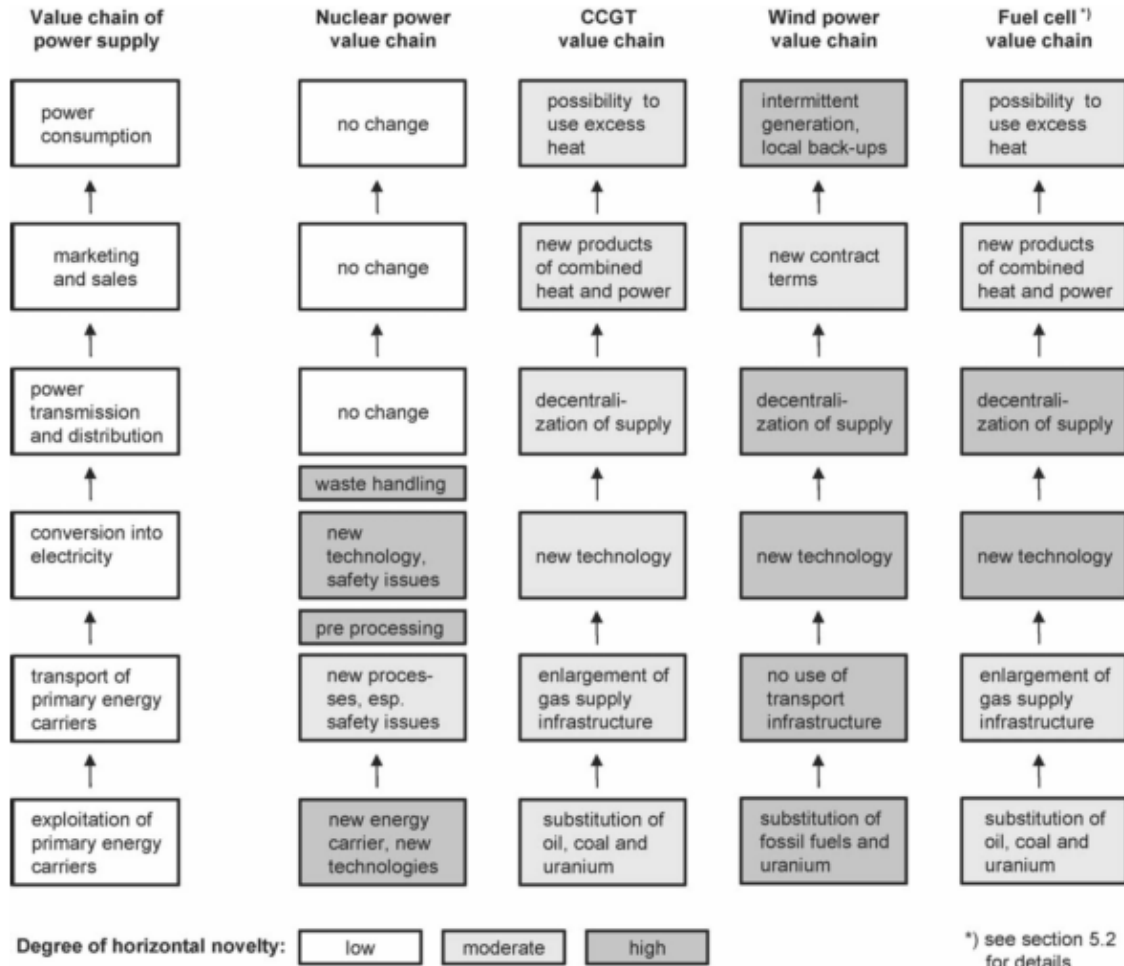 Value chain of
power supply
Nuclear power
value chain
CCGT
value chain
Wind power
value chain
Fuel cell *)
value chain
power
consumption
no change
possibility to
use excess
heat
intermittent
generation,
local back-ups
possibility to
use excess
heat
marketing
and sales
no change
new products
of combined
heat and power
new contract
terms
new products
of combined
heat and power
power
transmission
and distribution
no change
decentrali-
zation of supply
decentrali-
zation of supply
decentrali-
zation of supply
waste handling
conversion into
electricity
new
technology,
safety issues
new technology
new technology
new technology
pre processing
transport of
primary energy
carriers
new proces-
ses, esp.
safety issues
enlargement of
gas supply
infrastructure
no use of
transport
infrastructure
enlargement of
gas supply
infrastructure
exploitation of
primary energy
carriers
new energy
carrier, new
technologies
substitution of
oil, coal and
uranium
substitution of
fossil fuels and
uranium
substitution of
oil, coal and
uranium
Degree of horizontal novelty:
low
moderate
high
*) see section 5.2
for details